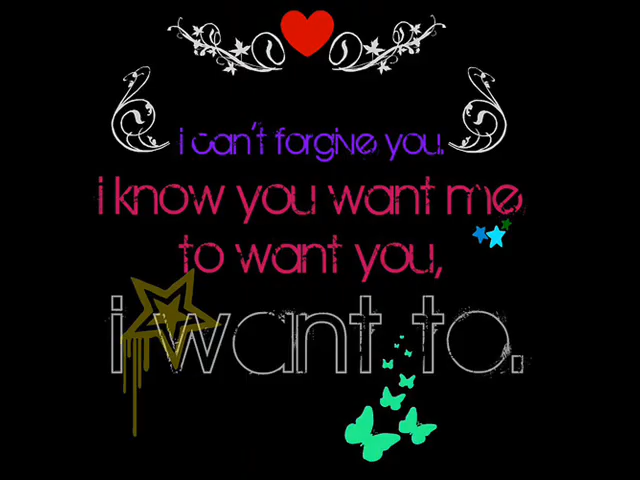 i can't forgive you.
i know you want me
to want you,
i want to.